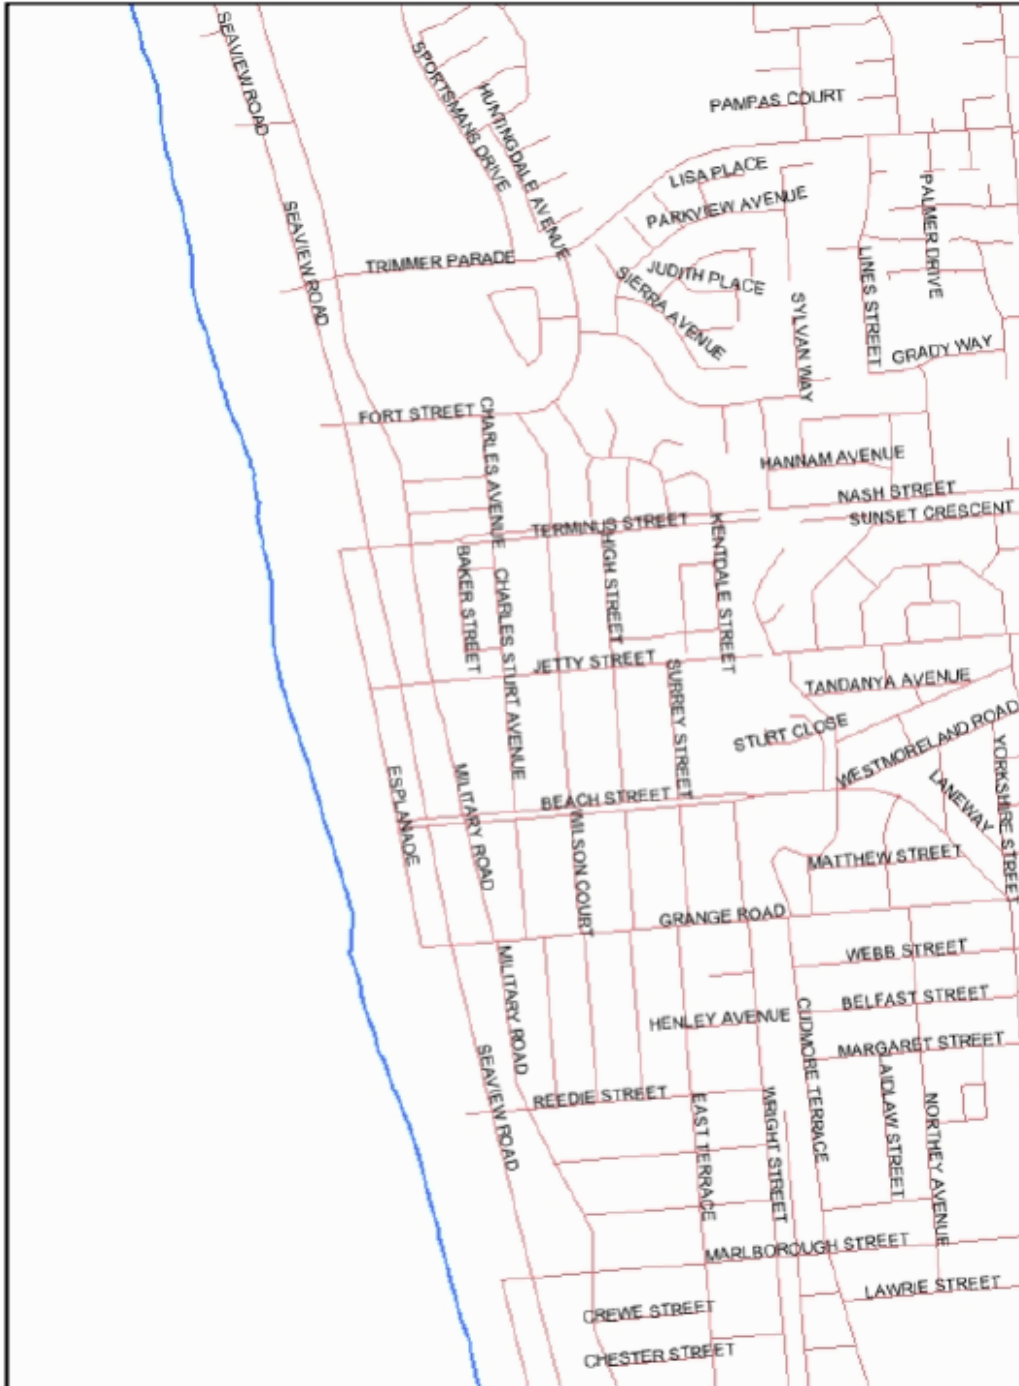 SEAVIEW ROAD
SPORTSMANS DRIVE
HUNTINGDALE AVENUE
PAMPAS COURT
LISA PLACE
PARKVIEW AVENUE
PALMER DRIVE
SEAVIEW ROAD
TRIMMER PARADE
JUDITH PLACE
SIERRA AVENUE
LINES STREET
SYLVAN WAY
GRADY WAY
FORT STREET
CHARLES AVENUE
HANNAM AVENUE
NASH STREET
SUNSET CRESCENT
TERMINUS STREET
KENTDALE STREET
HIGH STREET
BAKER STREET
CHARLES STURT AVENUE
JETTY STREET
SURREY STREET
TANDANYA AVENUE
STURT CLOSE
WESTMORELAND ROAD
YORKSHIRE STREET
LANEWAY
ESPLANADE
MILITARY ROAD
BEACH STREET
WILSON COURT
MATTHEW STREET
GRANGE ROAD
WEBB STREET
MILITARY ROAD
BELFAST STREET
HENLEY AVENUE
CUDMORE TERRACE
MARGARET STREET
SEAVIEW ROAD
REEDIE STREET
EAST TERRACE
WRIGHT STREET
LAIDLAW STREET
NORTHEY AVENUE
MARLBOROUGH STREET
LAWRIE STREET
CREWE STREET
CHESTER STREET